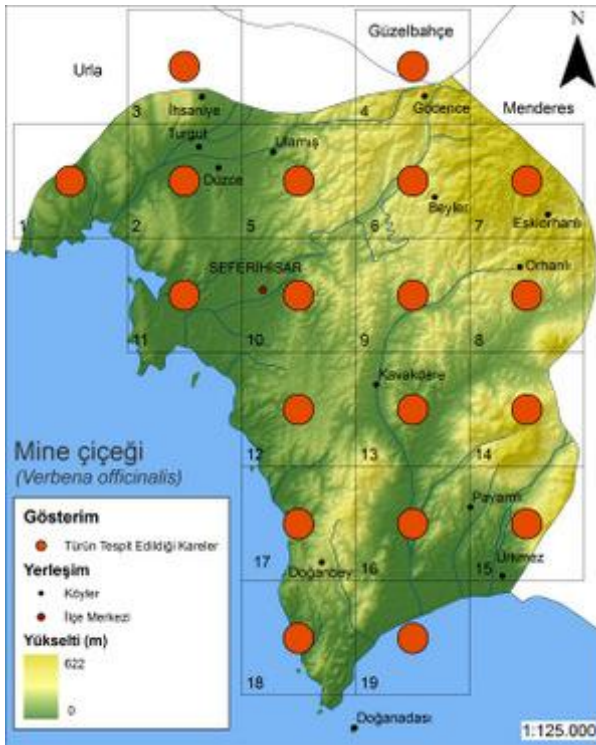 N
Güzelbahçe
Urla
3
4
İhsaniye
Gödence
Menderes
Turgut
Ulamış
Düzce
Beyler
1
2
5
6
7
Eskiorhanlı
SEFERİHİSAR
Orhanlı
11
10
9
8
Kavakdere
Mine çiçeği
12
13
14
(Verbena officinalis)
Gösterim
Payamlı
Türün Tespit Edildiği Kareler
Yerleşim
Doğanbey
Ürkmez
17
16
15
Köyler
İlçe Merkezi
Yükselti (m)
622
0
18
19
Doğanadası
1:125.000